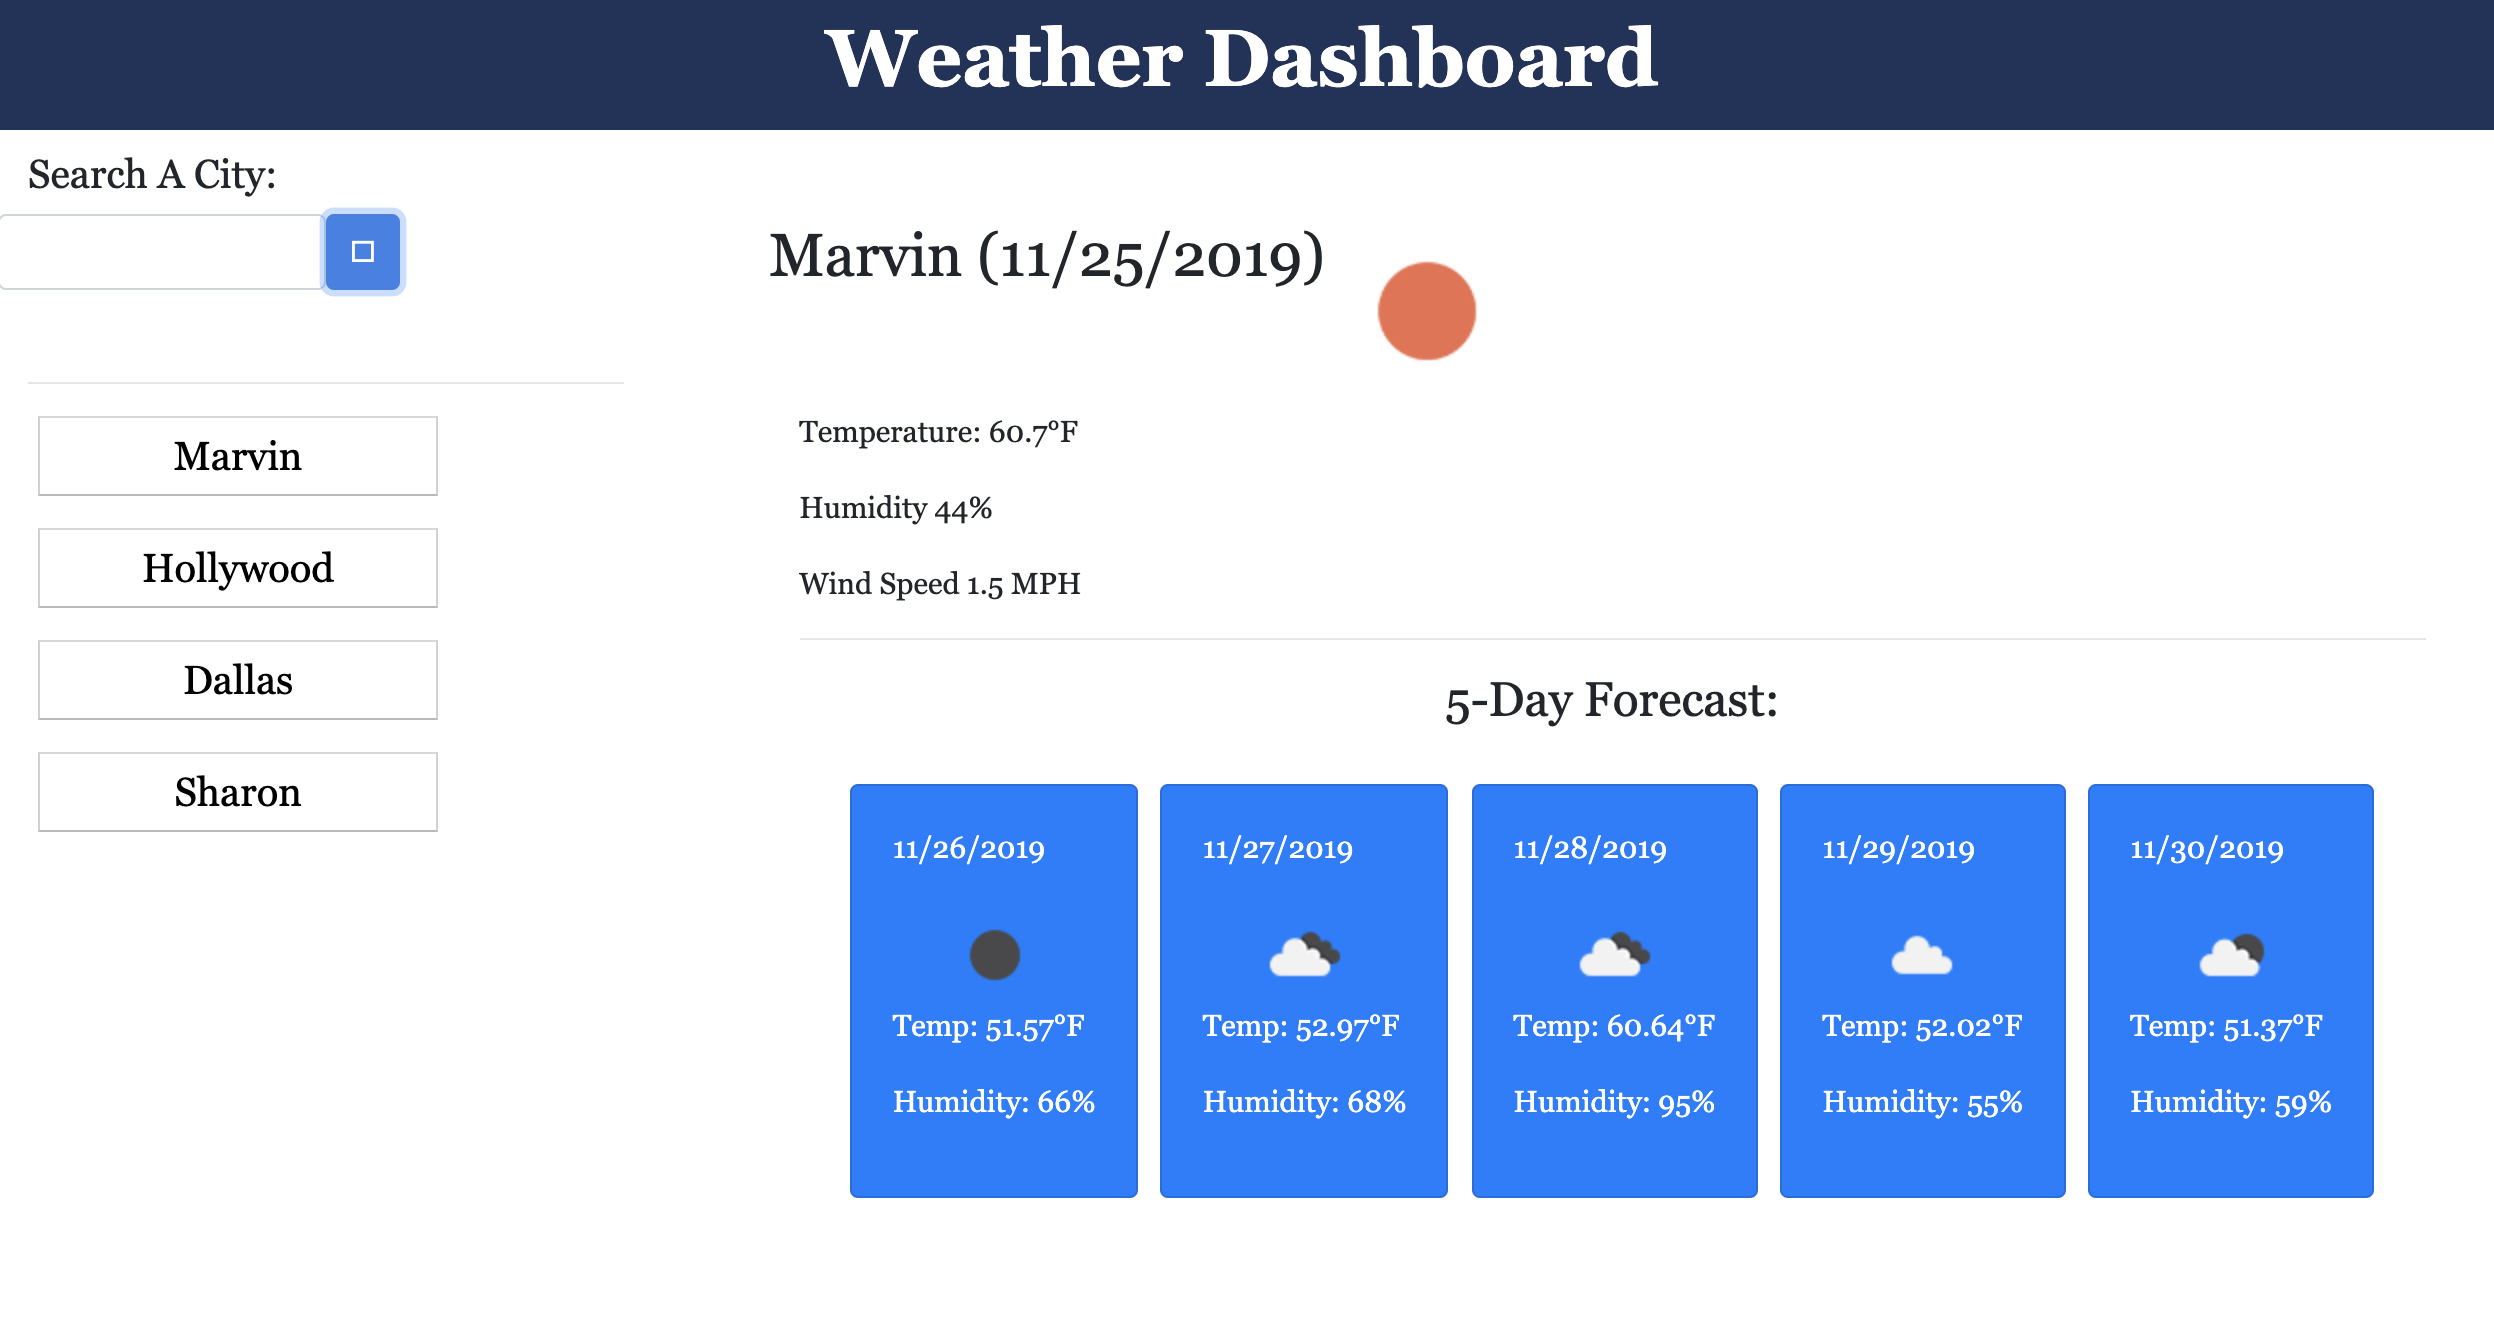 Weather Dashboard
Search A City:
Marvin
Hollywood
Dallas
Sharon
Marvin (11/25/2019)
Temperature: 60.7°F
Humidity 44%
Wind Speed 1.5 MPH
5-Day Forecast:
11/26/2019
Temp: 51.57°F
Humidity: 66%
11/27/2019
Temp: 52.97°F
Humidity: 68%
11/28/2019
Temp: 60.64°F
Humidity: 95%
11/29/2019
Temp: 52.02°F
Humidity: 55%
11/30/2019
Temp: 51.37°F
Humidity: 59%